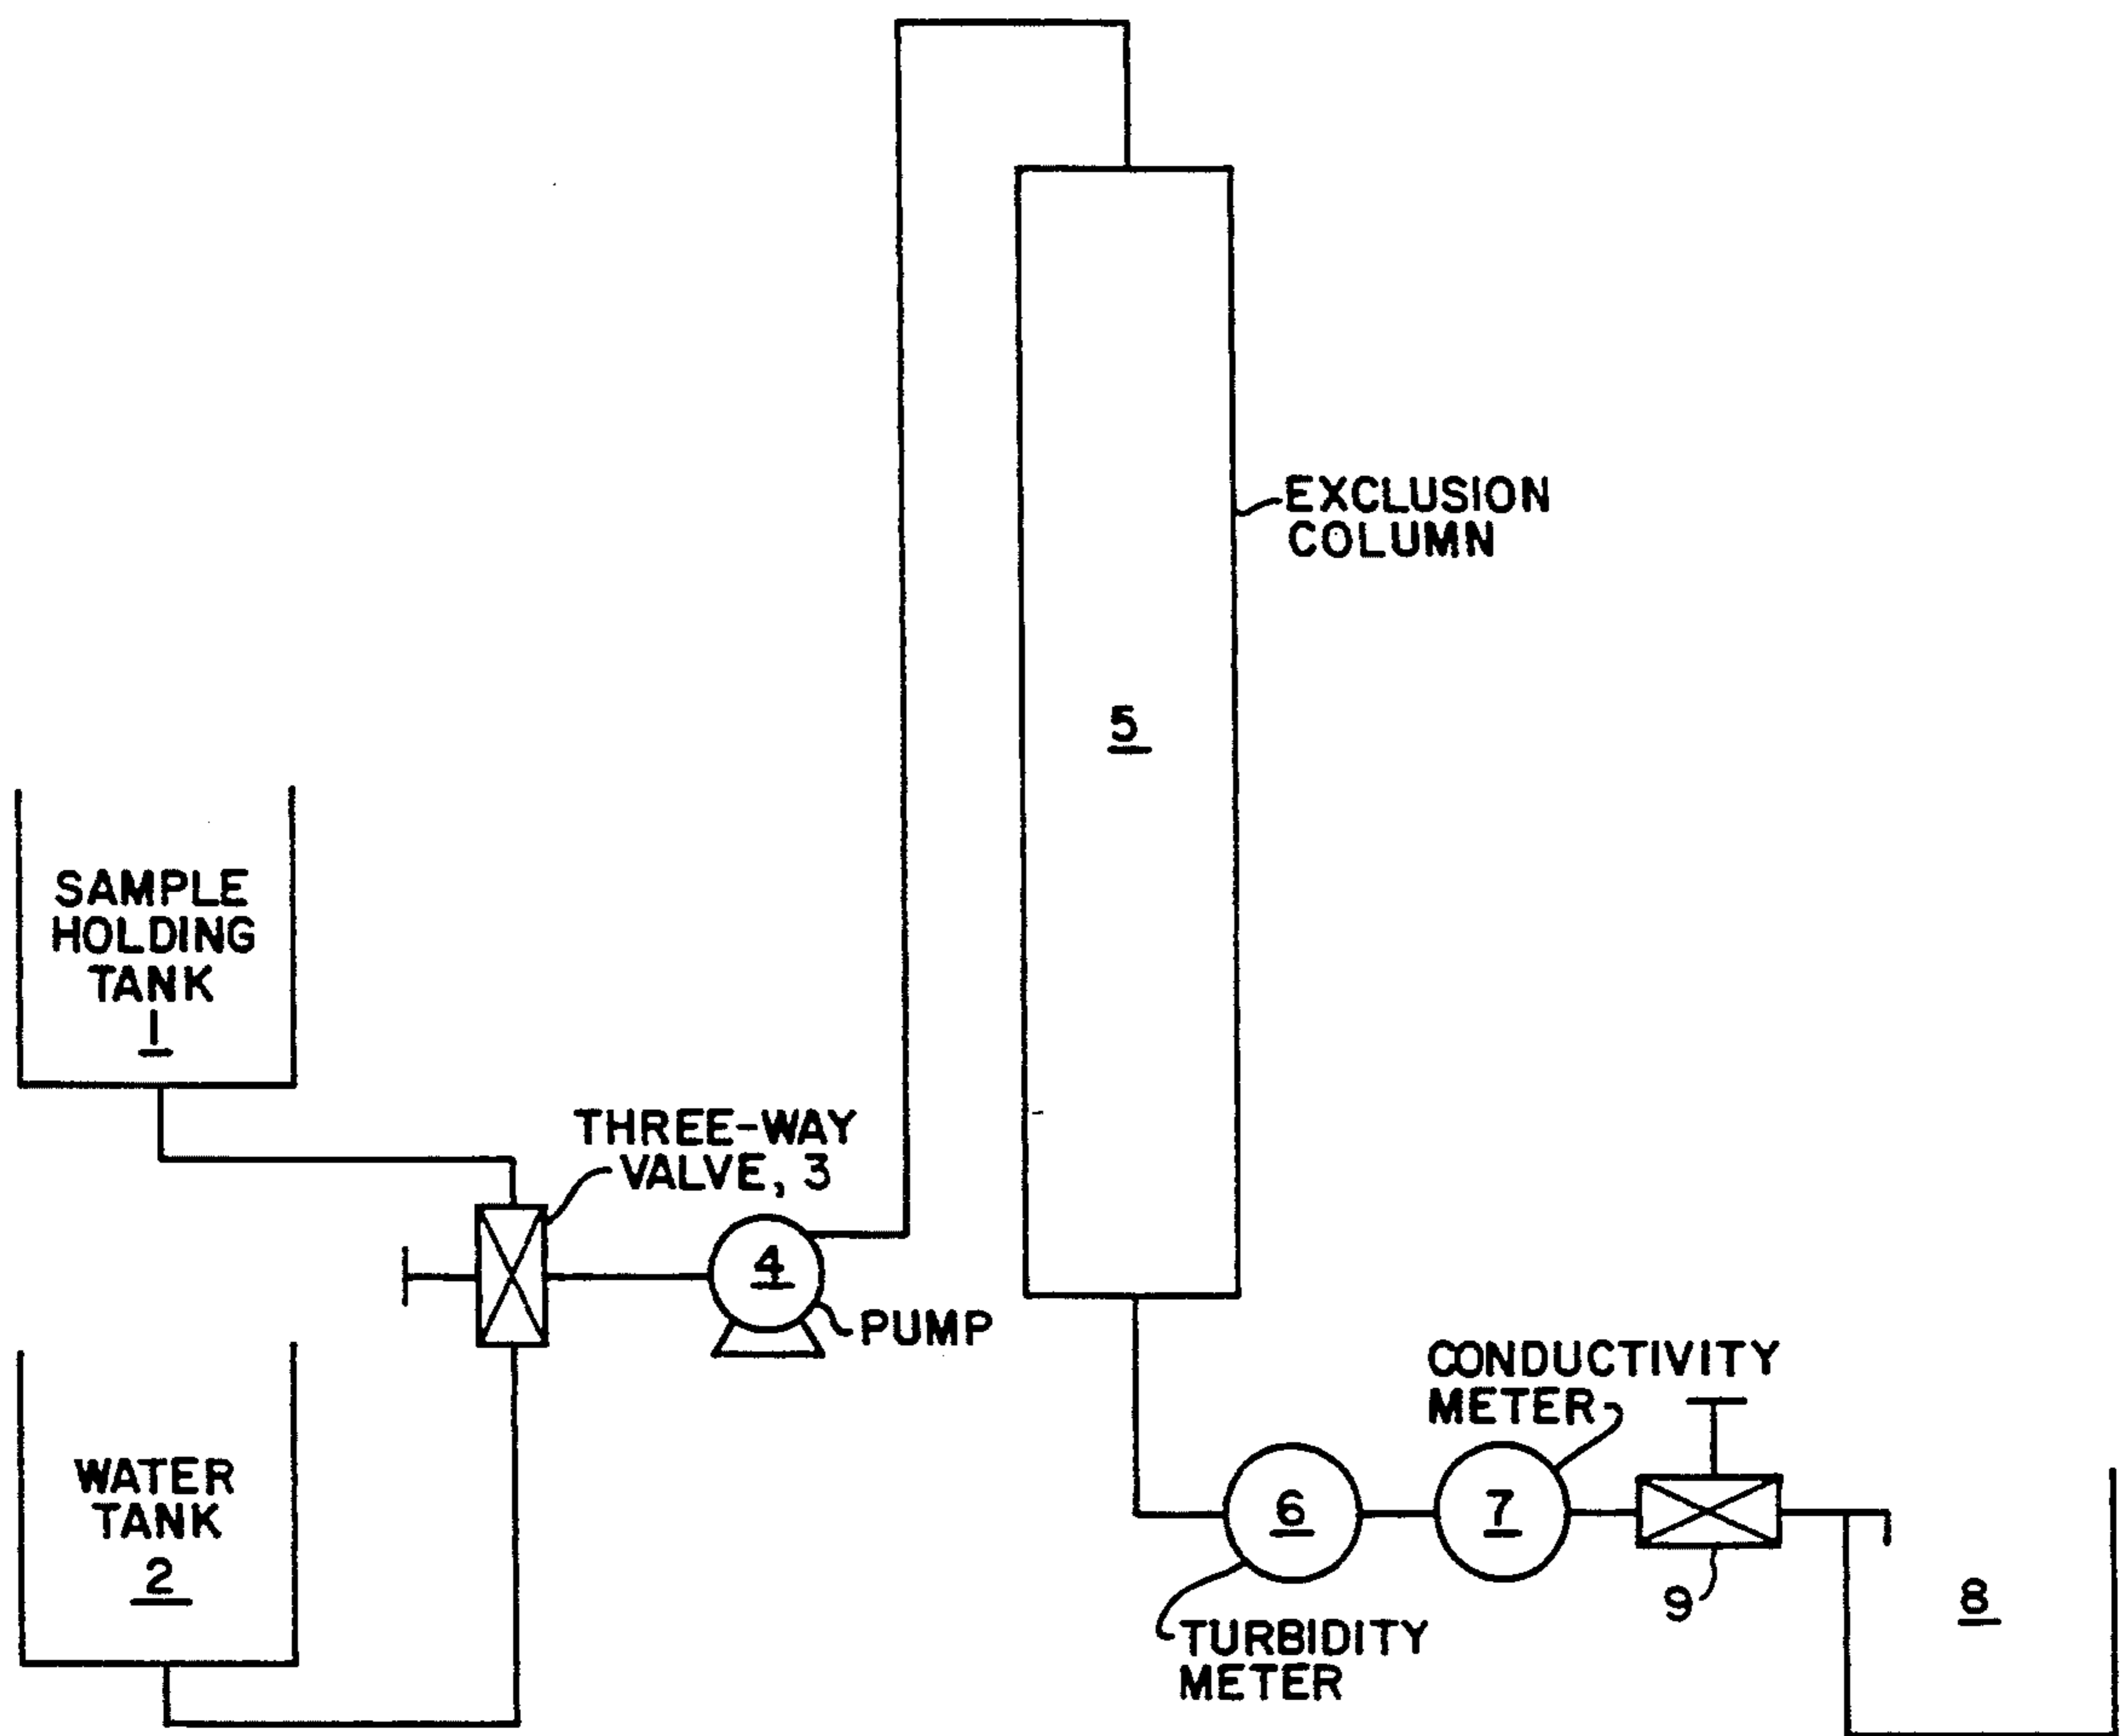 EXCLUSION
COLUMN
5
SAMPLE
HOLDING
TANK
1
THREE-WAY
VALVE, 3
4
PUMP
WATER
TANK
2
CONDUCTIVITY
METER
6
7
9
8
TURBIDITY
METER